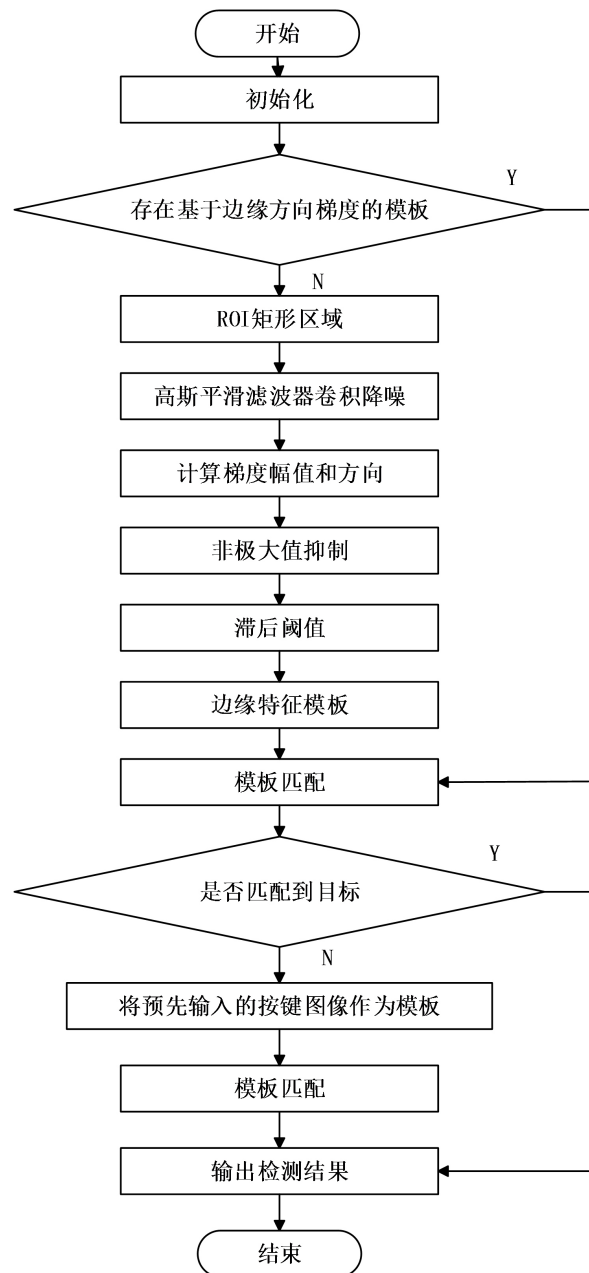 开始
初始化
存在基于边缘方向梯度的模板
Y
N
ROI矩形区域
高斯平滑滤波器卷积降噪
计算梯度幅值和方向
非极大值抑制
滞后阈值
边缘特征模板
模板匹配
Y
是否匹配到目标
N
将预先输入的按键图像作为模板
模板匹配
输出检测结果
结束